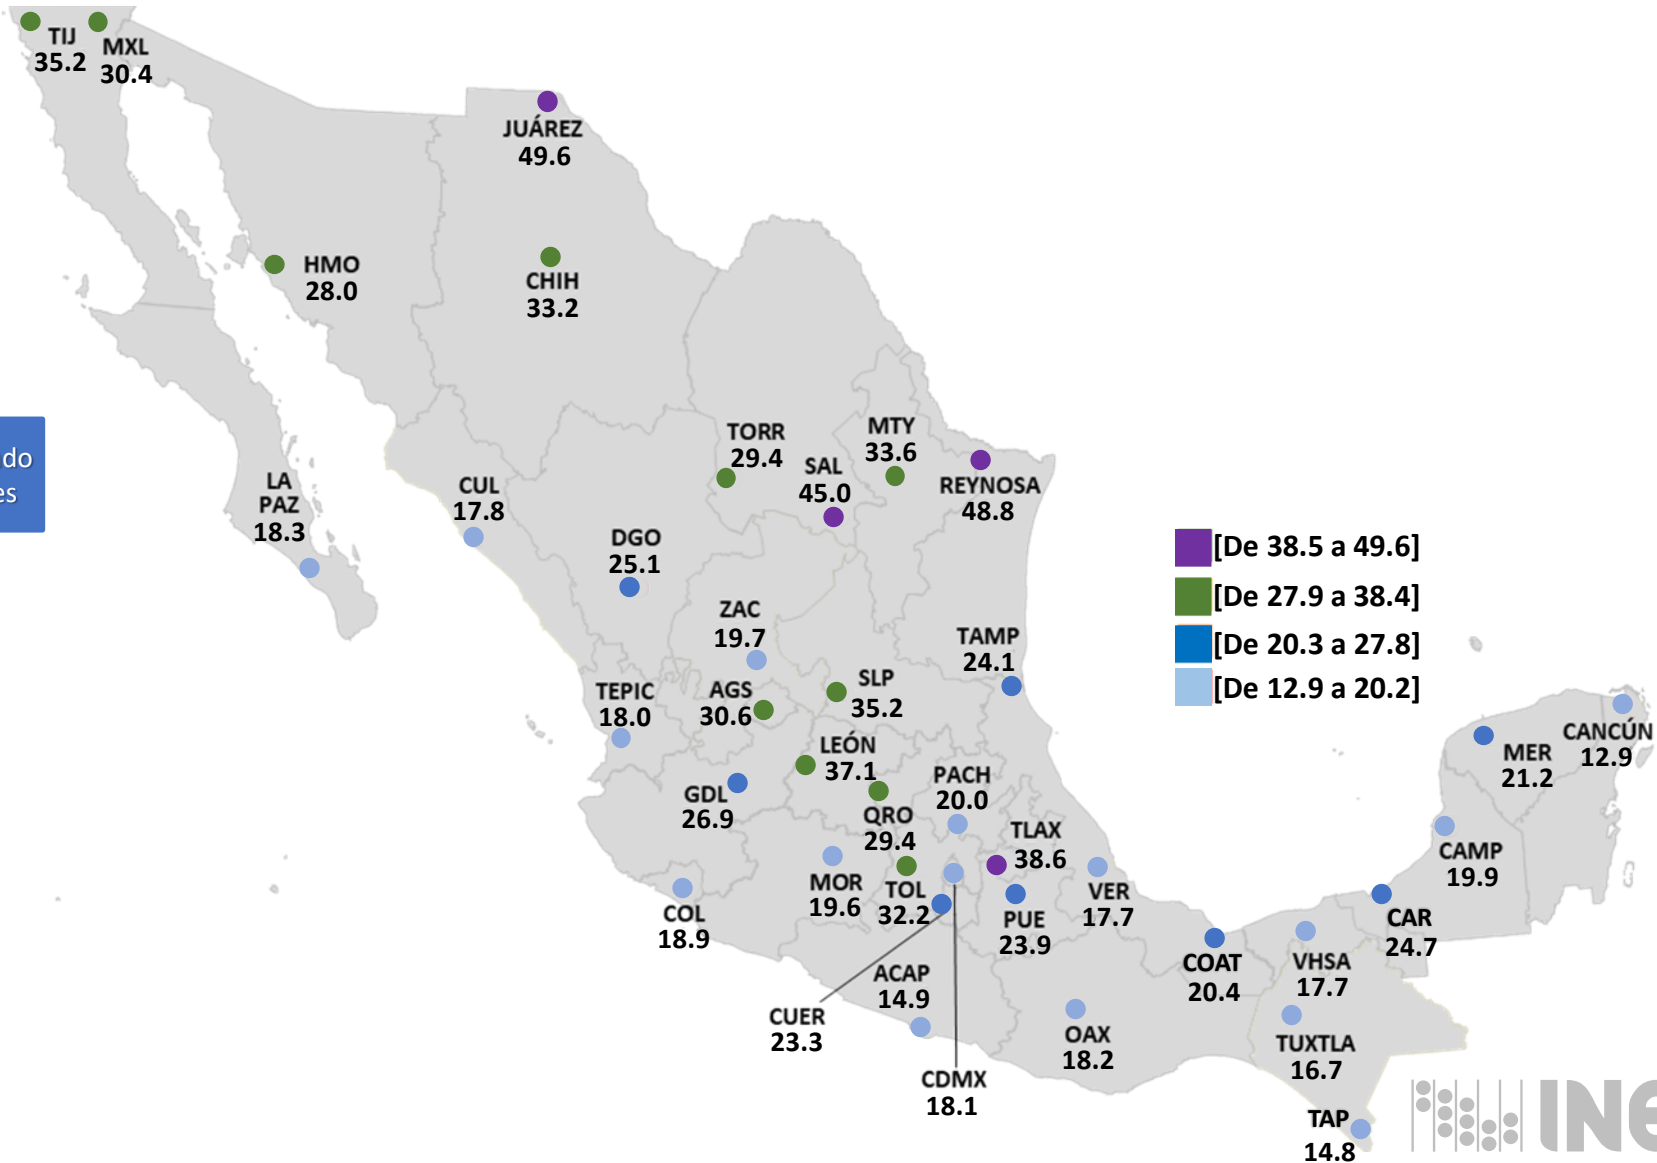 TIJ
35.2
MXL
30.4
JUÁREZ
49.6
HMO
28.0
CHIH
33.2
do
es
LA
PAZ
18.3
CUL
17.8
TORR
29.4
SAL
45.0
MTY
33.6
REYNOSA
48.8
DGO
25.1
[De 38.5 a 49.6]
[De 27.9 a 38.4]
[De 20.3 a 27.8]
[De 12.9 a 20.2]
ZAC
19.7
TAMP
24.1
TEPIC
18.0
AGS
30.6
SLP
35.2
CANCÚN
12.9
MER
21.2
LEÓN
37.1
GDL
26.9
PACH
20.0
QRO
29.4
TLAX
38.6
CAMP
19.9
MOR
19.6
TOL
32.2
VER
17.7
COL
18.9
PUE
23.9
CAR
24.7
COAT
20.4
VHSA
17.7
ACAP
14.9
CUER
23.3
OAX
18.2
TUXTLA
16.7
CDMX
18.1
TAP
14.8
INE